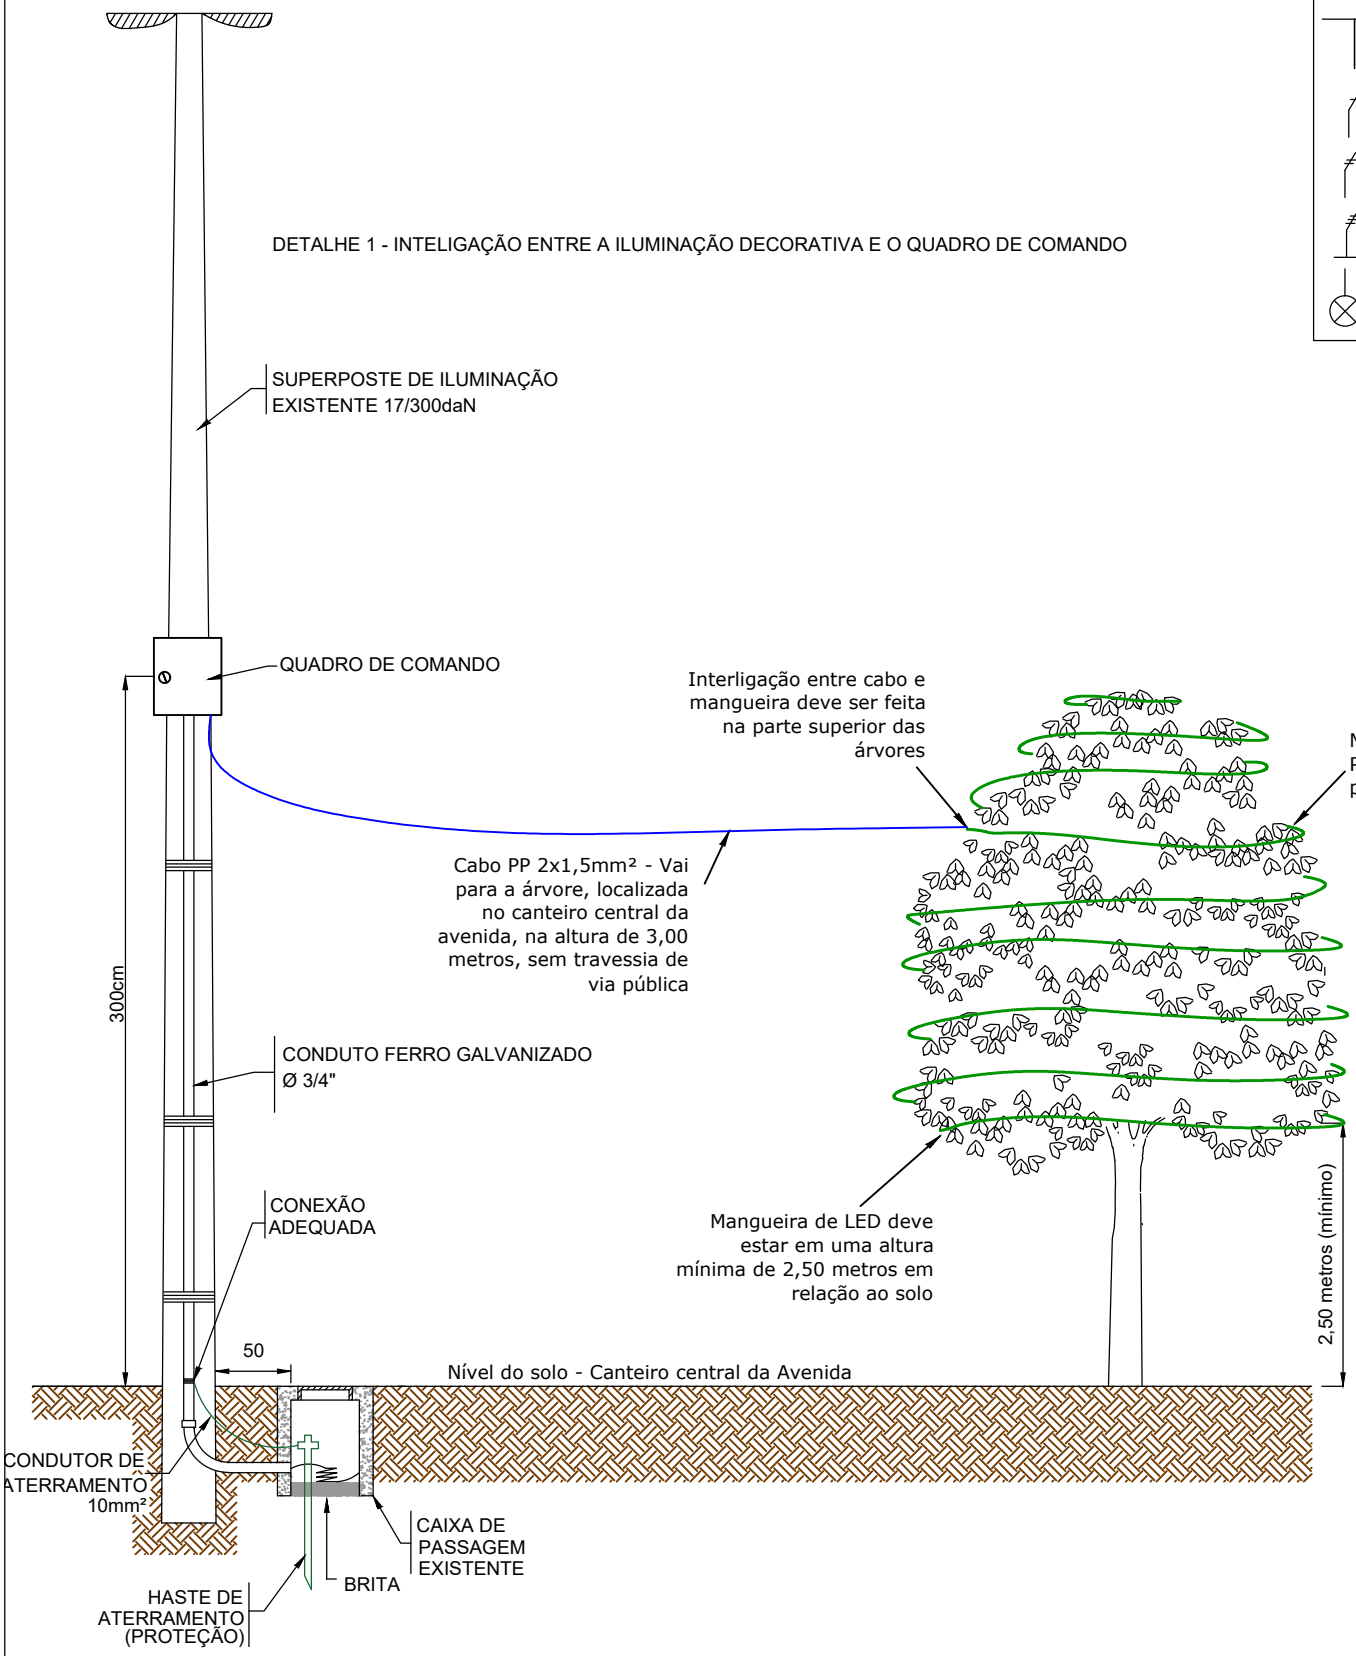 DETALHE 1 - INTELIGAÇÃO ENTRE A ILUMINAÇÃO DECORATIVA E O QUADRO DE COMANDO
SUPERPOSTE DE ILUMINAÇÃO
EXISTENTE 17/300daN
QUADRO DE COMANDO
Interligação entre cabo e
mangueira deve ser feita
na parte superior das
árvores
Cabo PP 2x1,5mm² - Vai
para a árvore, localizada
no canteiro central da
avenida, na altura de 3,00
metros, sem travessia de
via pública
300cm
CONDUTO FERRO GALVANIZADO
Ø 3/4"
CONEXÃO
ADEQUADA
Mangueira de LED deve
estar em uma altura
mínima de 2,50 metros em
relação ao solo
2,50 metros (mínimo)
50
Nível do solo - Canteiro central da Avenida
CONDUTOR DE
ATERRAMENTO
10mm²
CAIXA DE
PASSAGEM
EXISTENTE
BRITA
HASTE DE
ATERRAMENTO
(PROTEÇÃO)